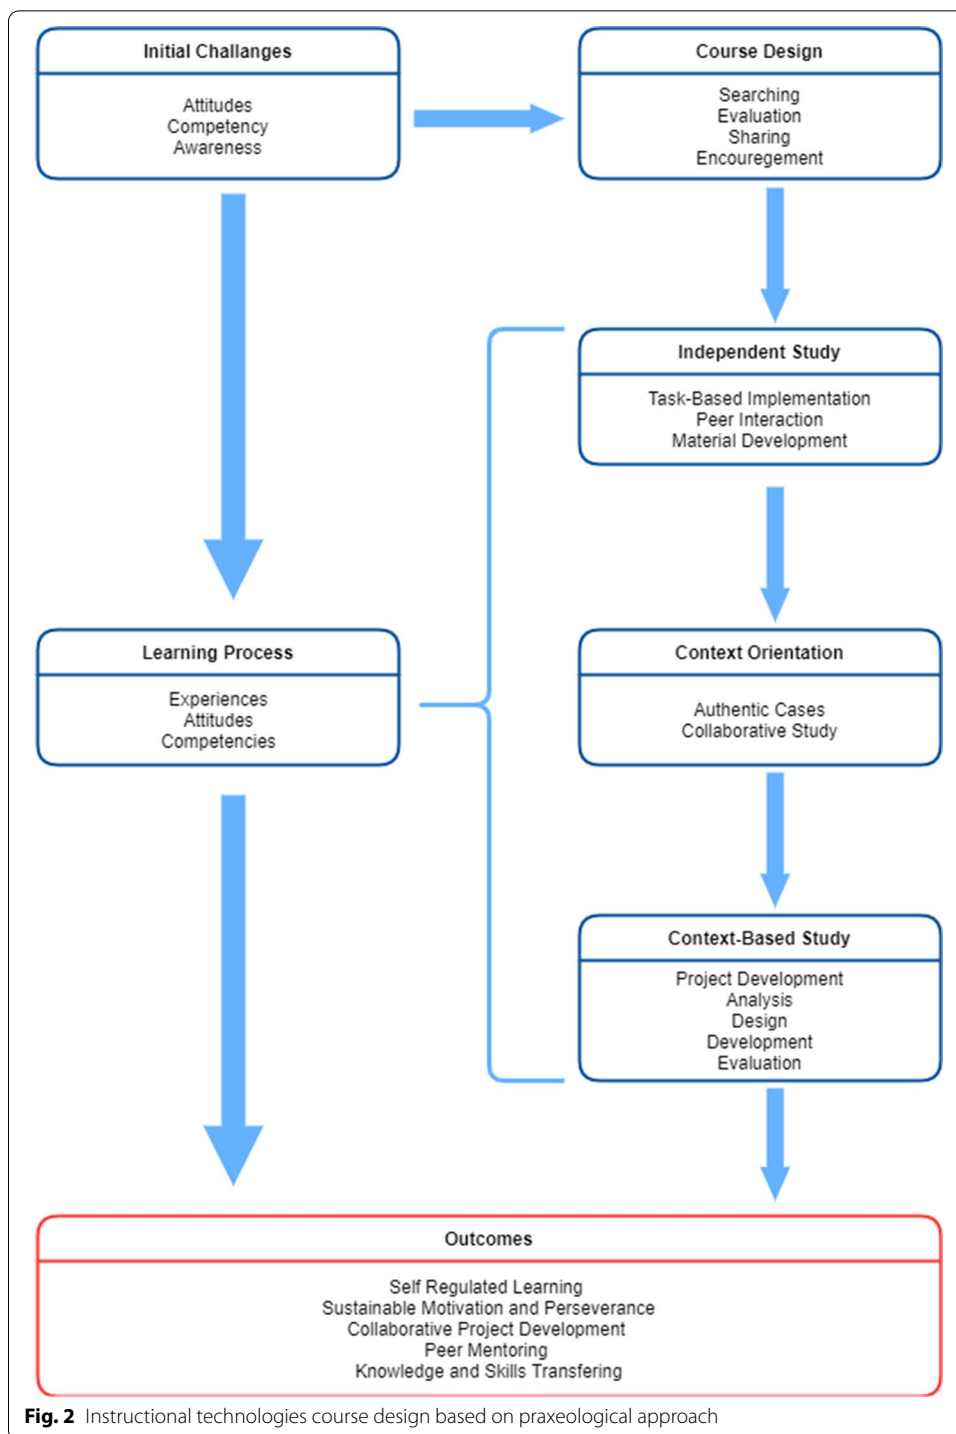 Initial Challanges
Attitudes
Competency
Awareness
Course Design
Searching
Evaluation
Sharing
Encouregement
Independent Study
Task-Based Implementation
Peer Interaction
Material Development
Learning Process
Experiences
Attitudes
Competencies
Context Orientation
Authentic Cases
Collaborative Study
Context-Based Study
Project Development
Analysis
Design
Development
Evaluation
Outcomes
Self Regulated Learning
Sustainable Motivation and Perseverance
Collaborative Project Development
Peer Mentoring
Knowledge and Skills Transfering
Fig. 2 Instructional technologies course design based on praxeological approach